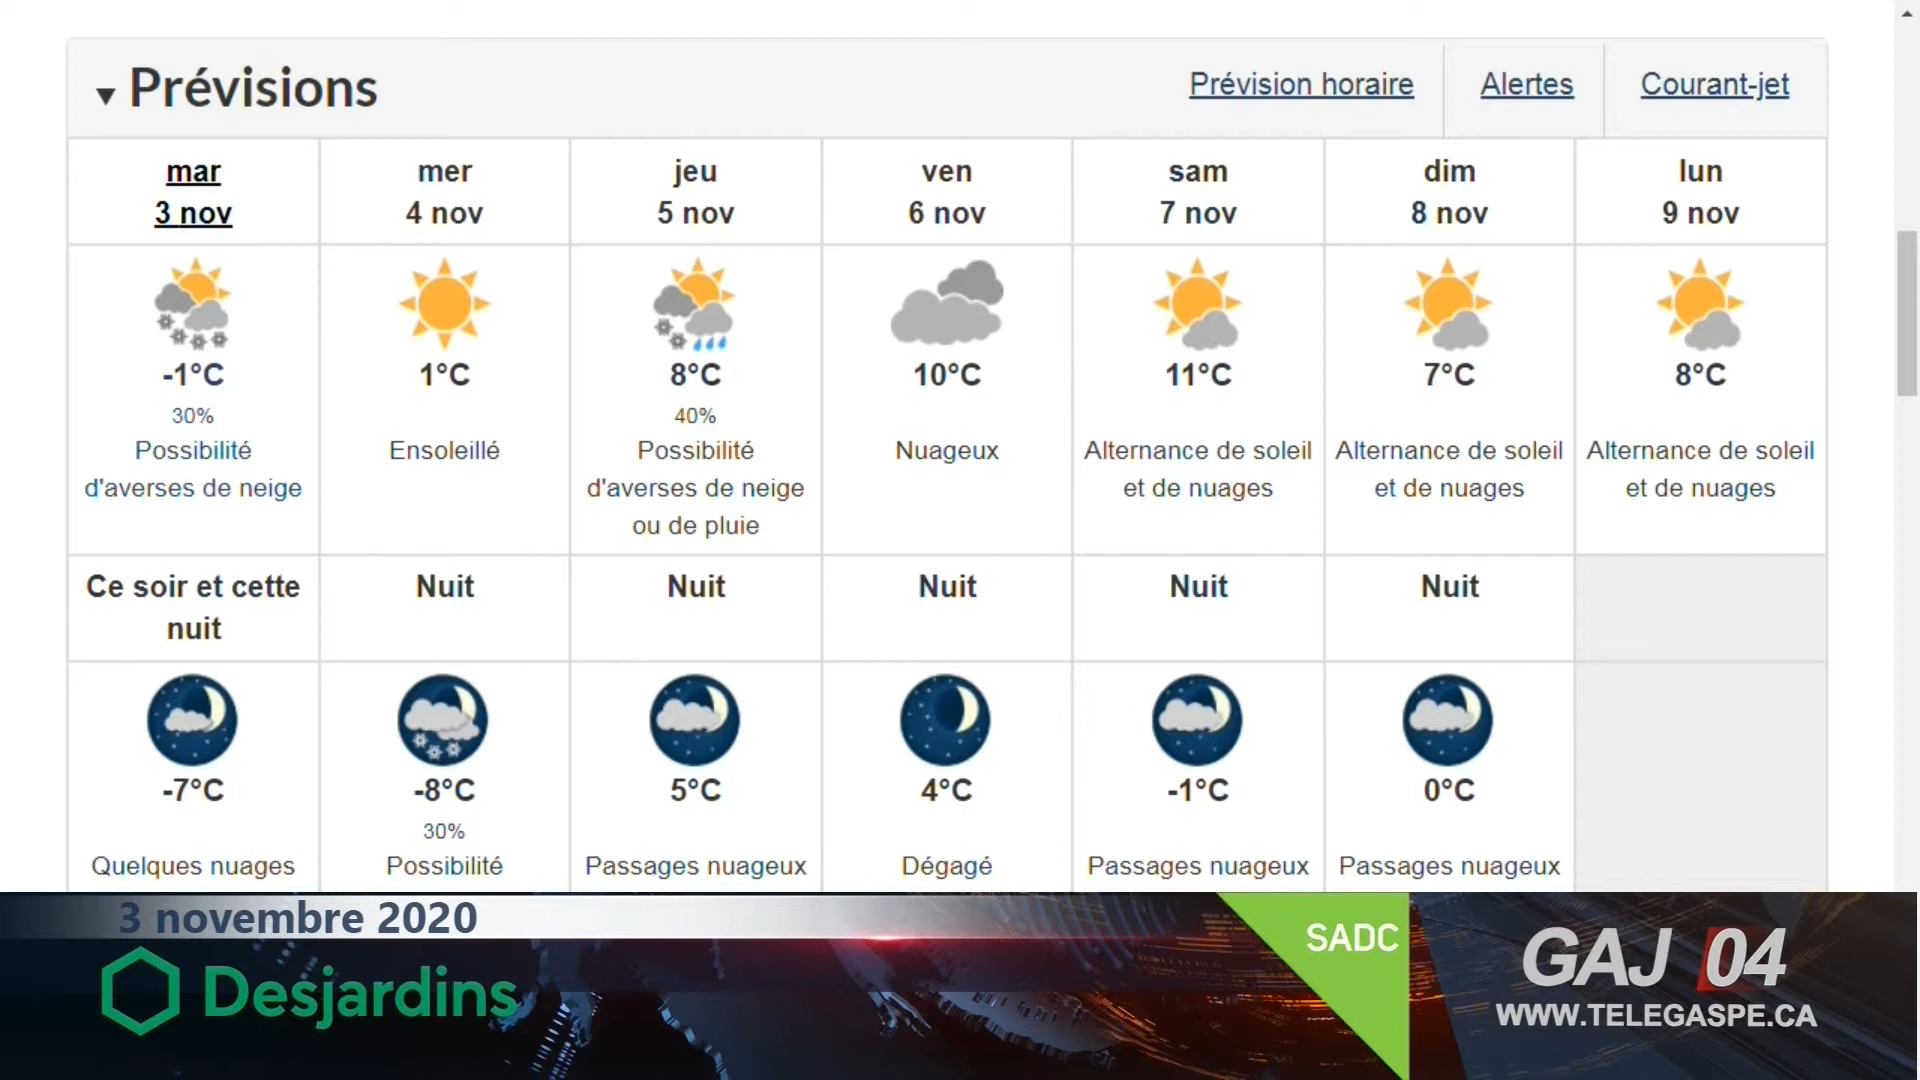 Prévisions
Prévision horaire
Alertes
Courant-jet
mar
3 nov
mer
4 nov
jeu
5 nov
ven
6 nov
sam
7 nov
dim
8 nov
lun
9 nov
-1°C
30%
Possibilité
d'averses de neige
1°C
Ensoleillé
8°C
40%
Possibilité
d'averses de neige
ou de pluie
10°C
Nuageux
11°C
Alternance de soleil
et de nuages
7°C
Alternance de soleil
et de nuages
8°C
Alternance de soleil
et de nuages
Ce soir et cette
nuit
Nuit
Nuit
Nuit
Nuit
Nuit
-7°C
Quelques nuages
-8°C
30%
Possibilité
5°C
Passages nuageux
4°C
Dégagé
-1°C
Passages nuageux
0°C
Passages nuageux
3 novembre 2020
Desjardins
SADC
GAJ 04
WWW.TELEGASPE.CA